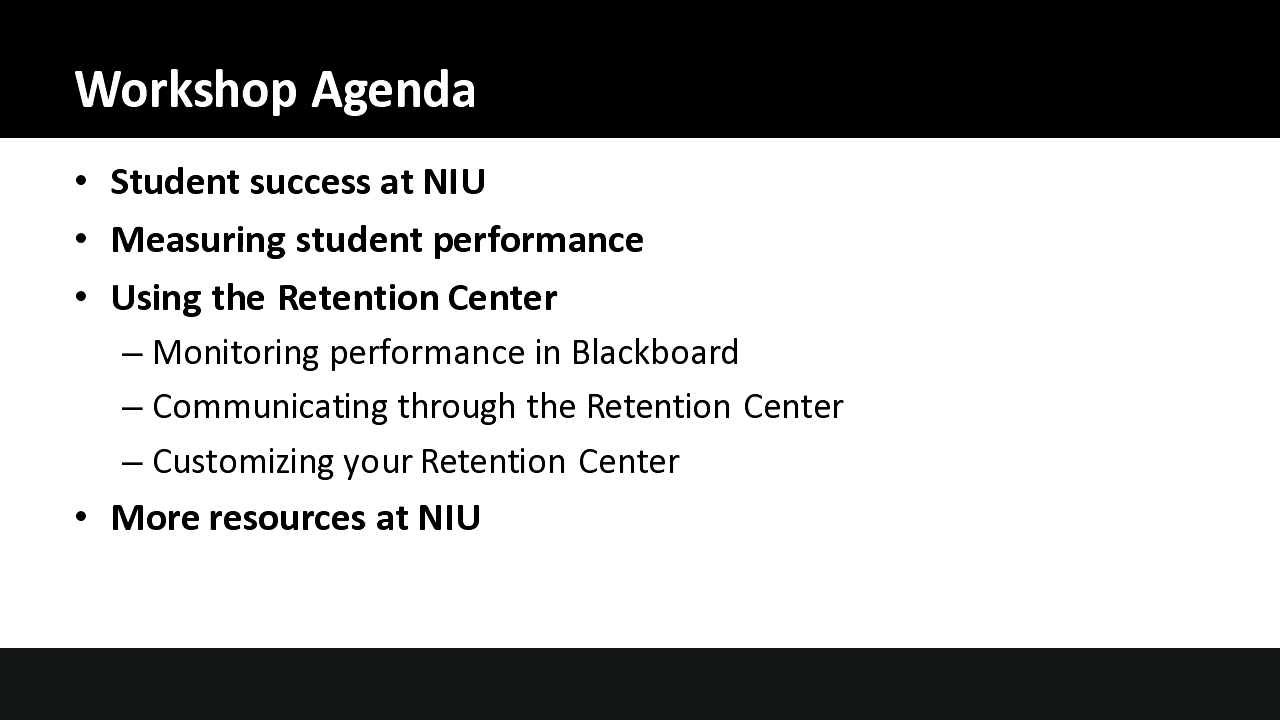 Workshop Agenda
• Student success at NIU
• Measuring student performance
• Using the Retention Center
– Monitoring performance in Blackboard
– Communicating through the Retention Center
– Customizing your Retention Center
• More resources at NIU